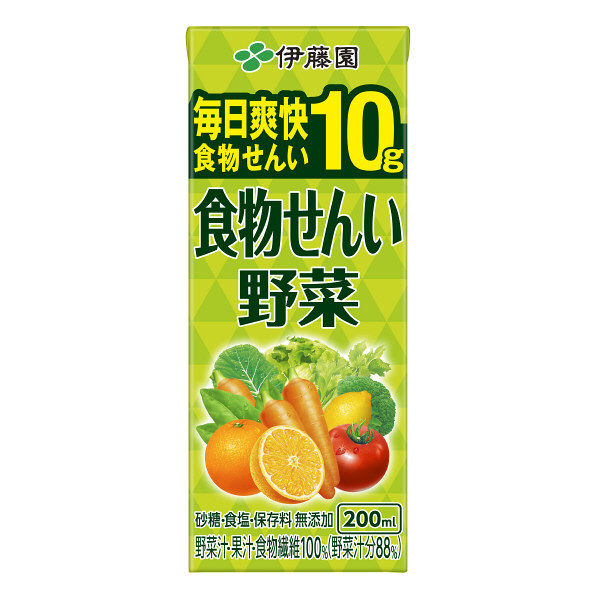 伊藤園
毎日爽快
食物せんい
10g
食物せんい
野菜
砂糖・食塩・保存料 無添加
200ml
野菜汁・果汁・食物繊維100%(野菜汁分88%)